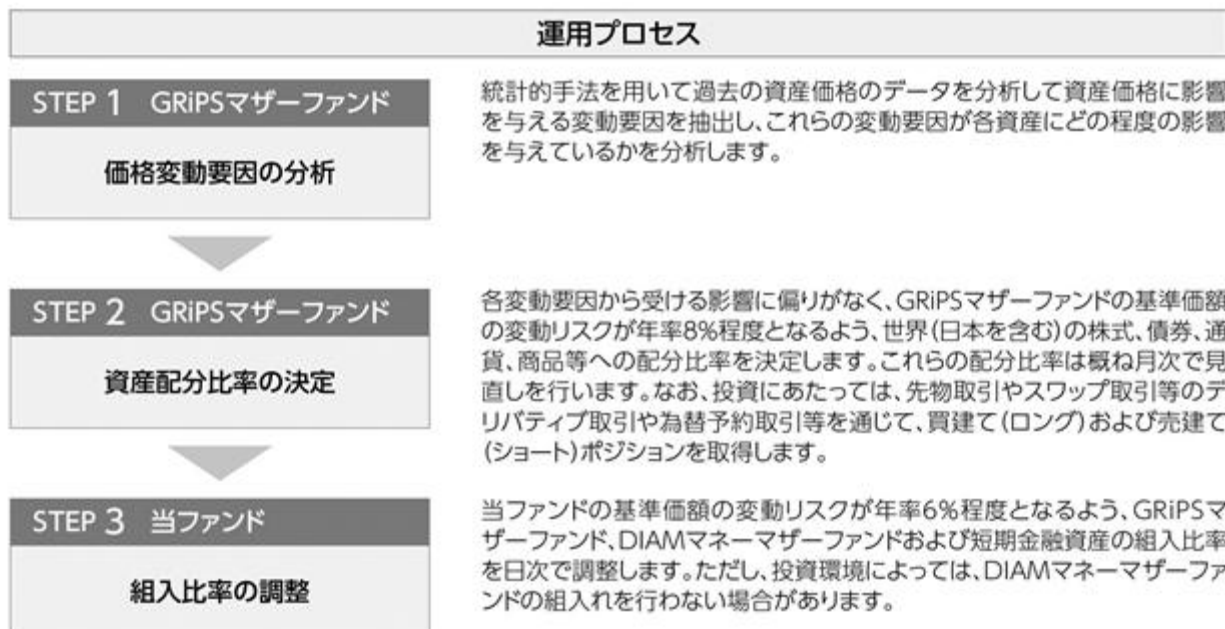 運用プロセス
STEP 1 GRiPSマザーファンド
価格変動要因の分析
統計的手法を用いて過去の資産価格のデータを分析して資産価格に影響
を与える変動要因を抽出し、これらの変動要因が各資産にどの程度の影響
を与えているかを分析します。
STEP 2 GRiPSマザーファンド
資産配分比率の決定
各変動要因から受ける影響に偏りがなく、GRiPSマザーファンドの基準価額
の変動リスクが年率8%程度となるよう、世界(日本を含む)の株式、債券、通
貨、商品等への配分比率を決定します。これらの配分比率は概ね月次で見
直しを行います。なお、投資にあたっては、先物取引やスワップ取引等のデ
リバティブ取引や為替予約取引等を通じて、買建て(ロング)および売建て
(ショート)ポジションを取得します。
STEP 3 当ファンド
組入比率の調整
当ファンドの基準価額の変動リスクが年率6%程度となるよう、GRiPSマ
ザーファンド、DIAMマネーマザーファンドおよび短期金融資産の組入比率
を日次で調整します。ただし、投資環境によっては、DIAMマネーマザーファ
ンドの組入れを行わない場合があります。